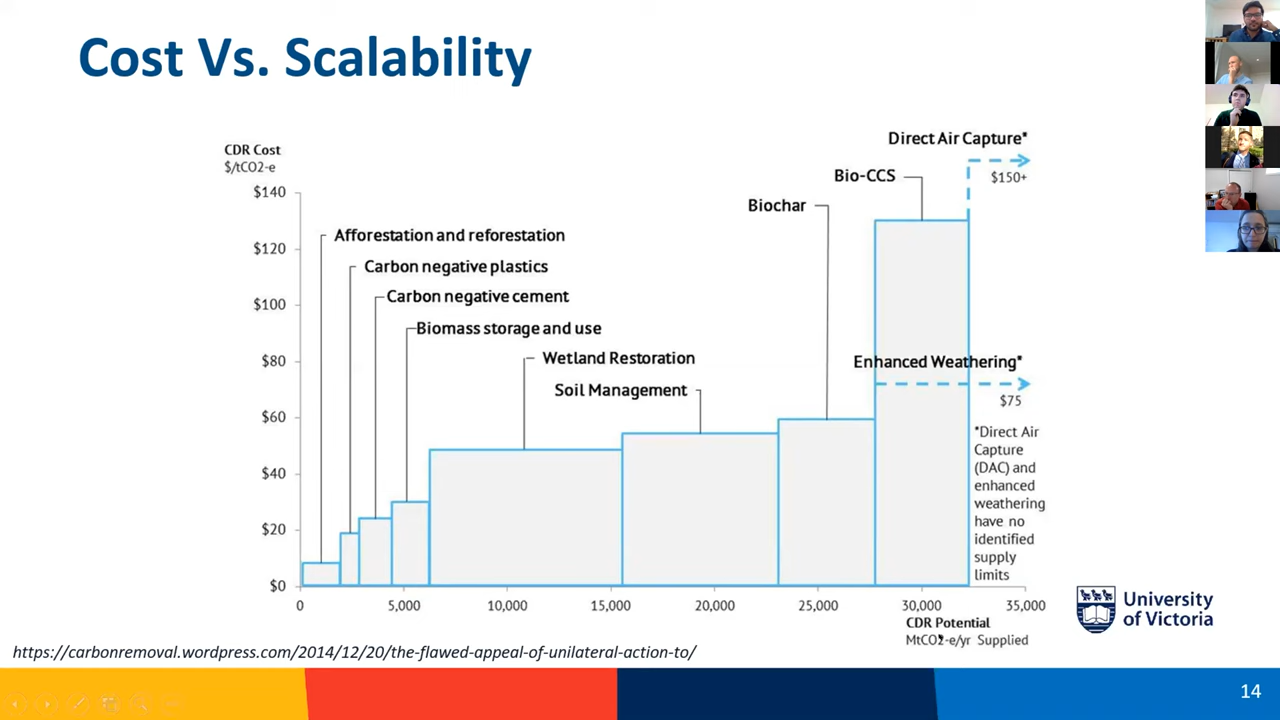 Cost Vs. Scalability
CDR Cost
$/tCO2-e
$140
$120
$100
$80
$60
$40
$20
$0
Afforestation and reforestation
Carbon negative plastics
Carbon negative cement
Biomass storage and use
Wetland Restoration
Soil Management
Biochar
Bio-CCS
Direct Air Capture*
$150+
Enhanced Weathering*
$75
*Direct Air
Capture
(DAC) and
enhanced
weathering
have no
identified
supply
limits
0
5,000
10,000
15,000
20,000
25,000
30,000
35,000
CDR Potential
MtCO2-e/yr Supplied
University
of Victoria
https://carbonremoval.wordpress.com/2014/12/20/the-flawed-appeal-of-unilateral-action-to/
14